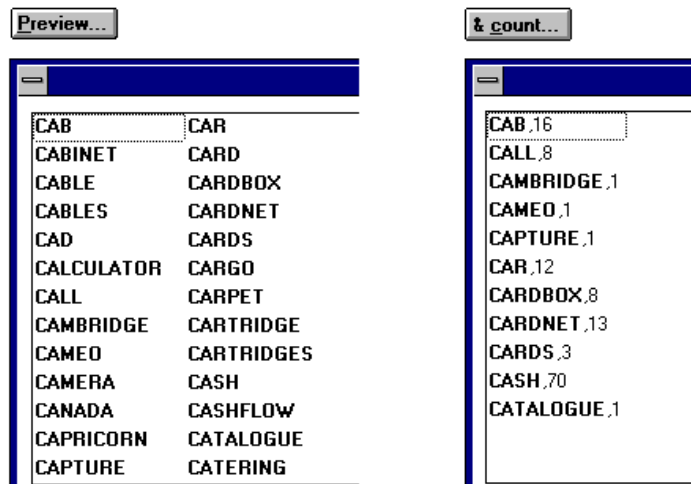 Preview...
CAB CAR
CABINET CARD
CABLE CARDBOX
CABLES CARDNET
CAD CARDS
CALCULATOR CARGO
CALL CARPET
CAMBRIDGE CARTRIDGE
CAMEO CARTRIDGES
CAMERA CASH
CANADA CASHFLOW
CAPRICORN CATALOGUE
CAPTURE CATERING
& count...
CAB,16
CALL,8
CAMBRIDGE,1
CAMEO,1
CAPTURE,1
CAR,12
CARDBOX,8
CARDNET,13
CARDS,3
CASH,70
CATALOGUE,1